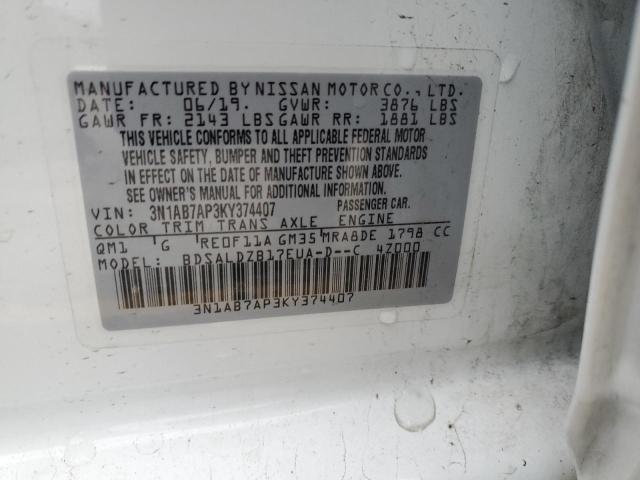 MANUFACTURED BY NISSAN MOTOR CO., LTD.
DATE: 06/19. GVWR: 3876 LBS
GAWR FR: 2143 LBS GAWR RR: 1881 LBS
THIS VEHICLE CONFORMS TO ALL APPLICABLE FEDERAL MOTOR
VEHICLE SAFETY, BUMPER AND THEFT PREVENTION STANDARDS
IN EFFECT ON THE DATE OF MANUFACTURE SHOWN ABOVE.
SEE OWNER'S MANUAL FOR ADDITIONAL INFORMATION.
VIN: 3N1AB7AP3KY374407 PASSENGER CAR.
COLOR TRIM TRANS AXLE ENGINE
QM1 G RE0F11A GM35 MRA8DE 1798 CC
MODEL: BDSALDZB17EUA-D--C 4Z000
3N1AB7AP3KY374407